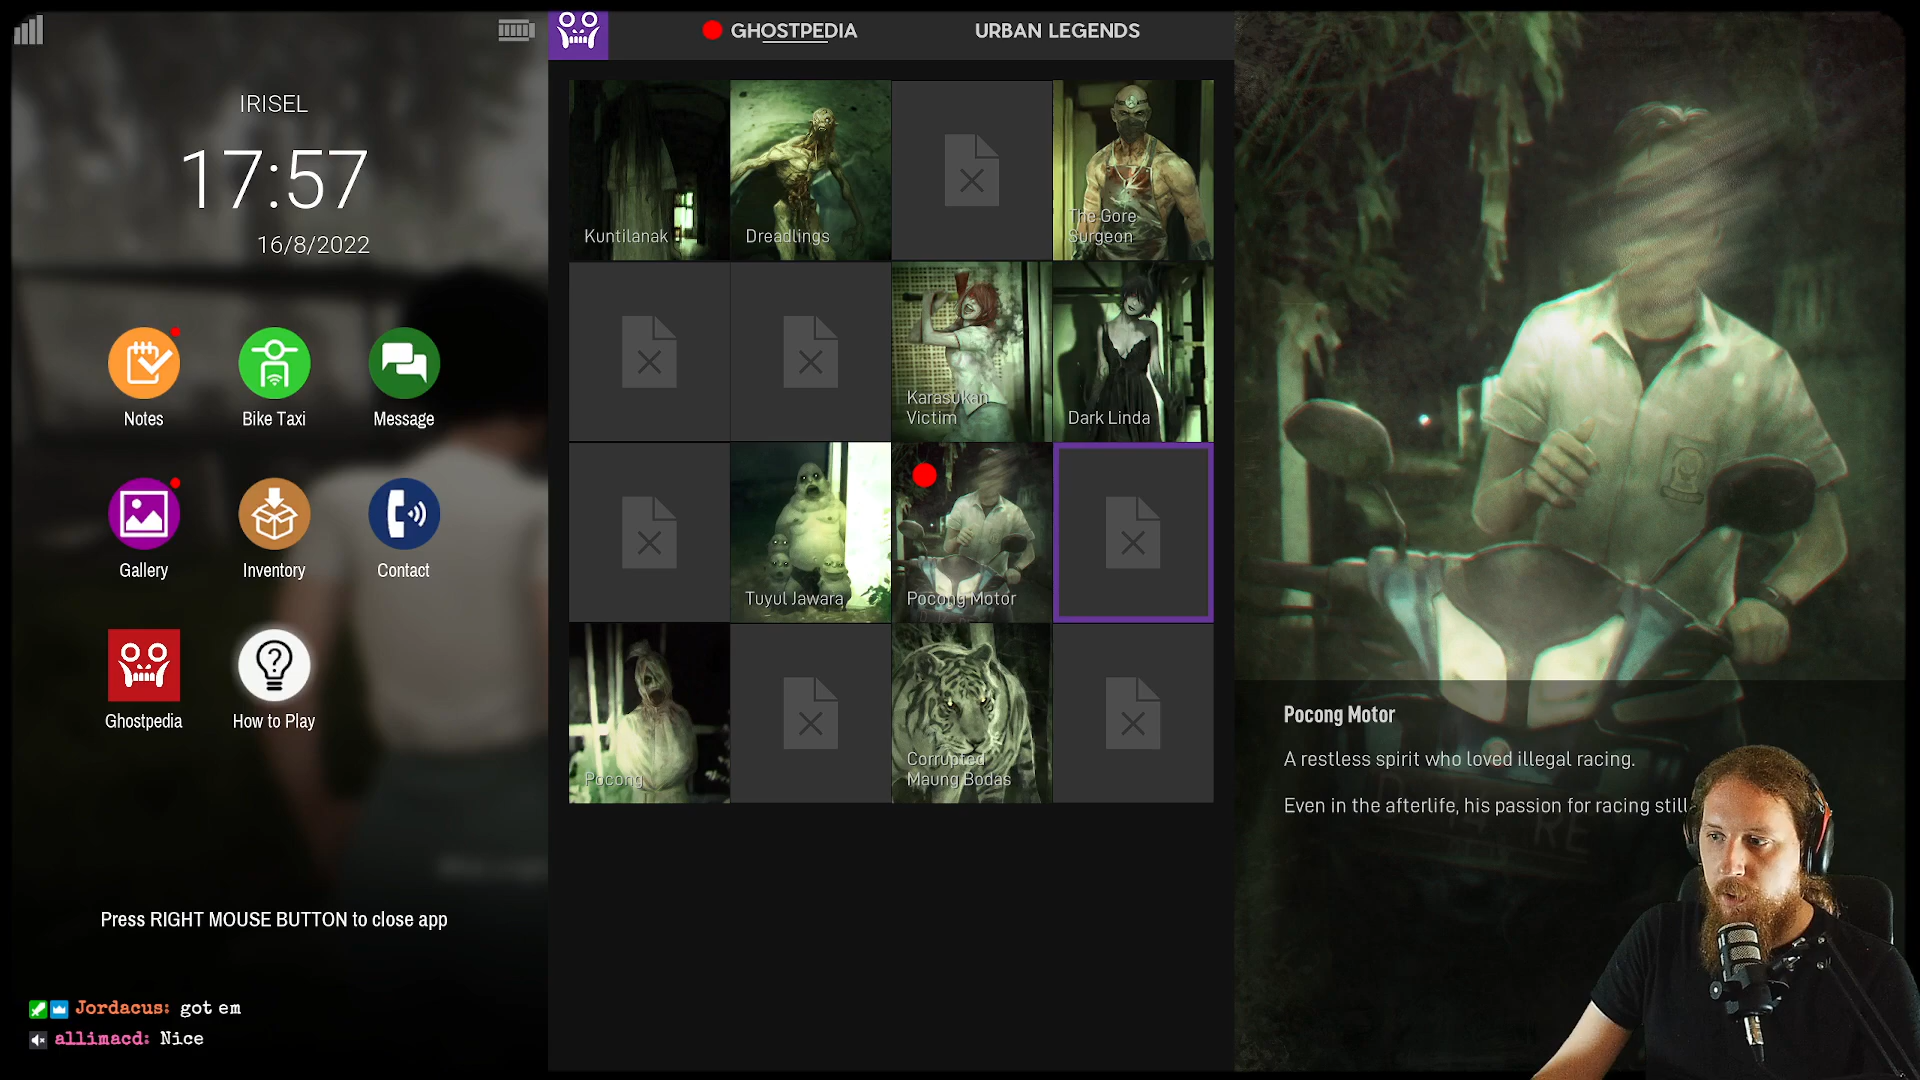 IRISEL
17:57
16/8/2022
Notes
Bike Taxi
Message
Gallery
Inventory
Contact
Ghostpedia
How to Play
Press RIGHT MOUSE BUTTON to close app
Jordacus: got em
allimacd: Nice
GHOSTPEDIA
URBAN LEGENDS
Kuntilanak
Dreadlings
The Gore
Surgeon
Karasukan
Victim
Dark Linda
Tuyul Jawara
Pocong Motor
Pocong
Corrupted
Maung Bodas
Pocong Motor
A restless spirit who loved illegal racing.
Even in the afterlife, his passion for racing still